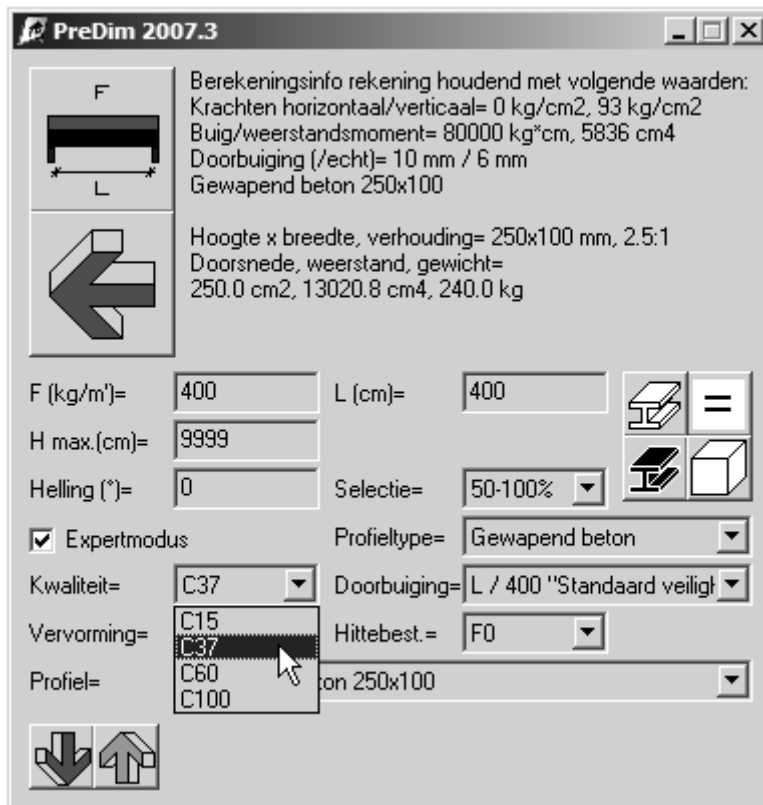 PreDim 2007.3
F
L
Berekeningsinfo rekening houdend met volgende waarden:
Krachten horizontaal/verticaal= 0 kg/cm2, 93 kg/cm2
Buig/weerstandsmoment= 80000 kg*cm, 5836 cm4
Doorbuiging (/echt)= 10 mm / 6 mm
Gewapend beton 250x100
Hoogte x breedte, verhouding= 250x100 mm, 2.5:1
Doorsnede, weerstand, gewicht=
250.0 cm2, 13020.8 cm4, 240.0 kg
F (kg/m')= 400 L (cm)= 400
H max.(cm)= 9999
=
Helling (°)= 0 Selectie= 50-100%
Expertmodus Profieltype= Gewapend beton
Kwaliteit= C37 Doorbuiging= L / 400 "Standaard veiligh
C15
Vervorming= C37 Hittebest.= F0
C60
Profiel= ton 250x100
C100